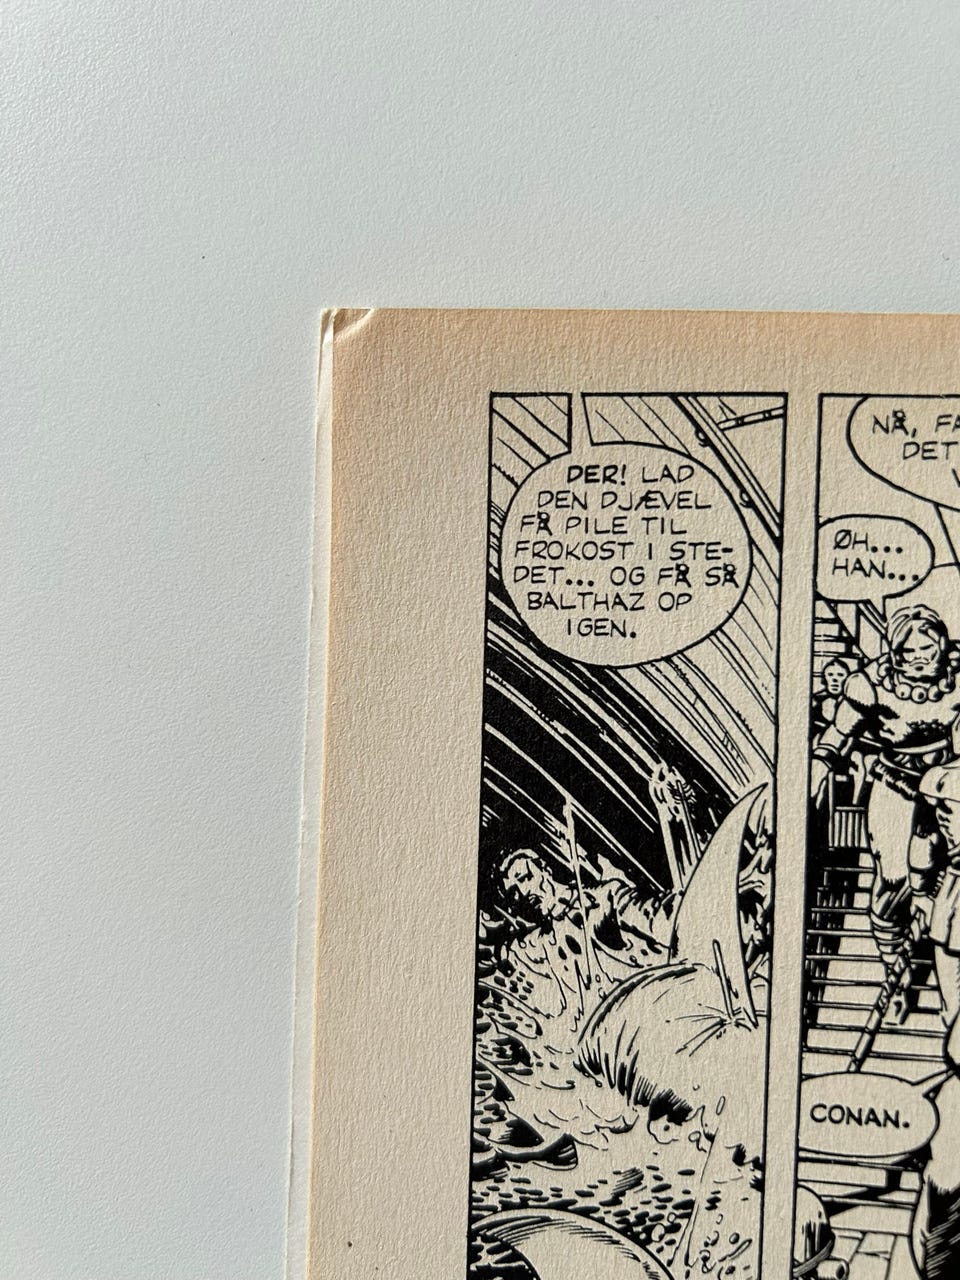 DER! LAD
DEN DJÆVEL
FÅ PILE TIL
FROKOST I STE-
DET... OG FÅ SÅ
BALTHAZ OP
IGEN.
NÅ,
DET
ØH...
HAN...
CONAN.